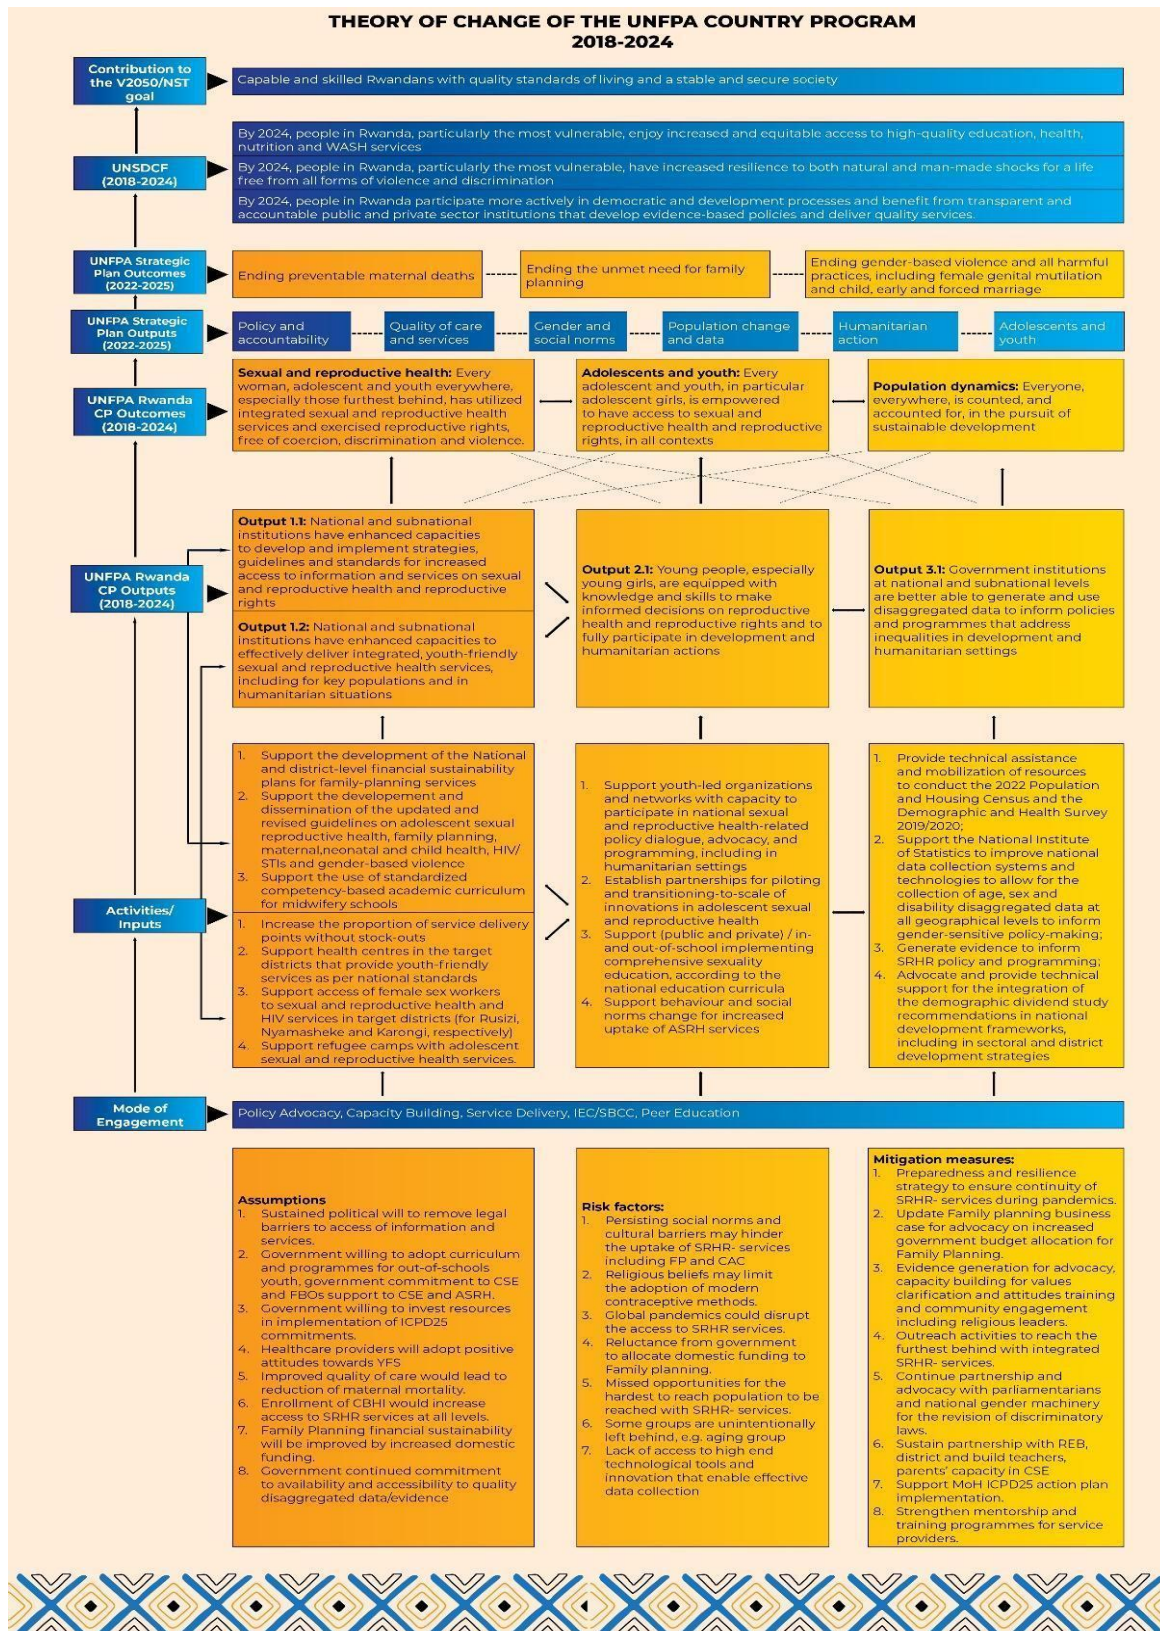 THEORY OF CHANGE OF THE UNFPA COUNTRY PROGRAM
2018-2024
Contribution to
the V2050/NST
goal
Capable and skilled Rwandans with quality standards of living and a stable and secure society
UNSDCF
(2018-2024)
By 2024, people in Rwanda, particularly the most vulnerable, enjoy increased and equitable access to high-quality education, health,
nutrition and WASH services
By 2024, people in Rwanda, particularly the most vulnerable, have increased resilience to both natural and man-made shocks for a life
free from all forms of violence and discrimination
By 2024, people in Rwanda participate more actively in democratic and development processes and benefit from transparent and
accountable public and private sector institutions that develop evidence-based policies and deliver quality services.
UNFPA Strategic
Plan Outcomes
(2022-2025)
Ending preventable maternal deaths
Ending the unmet need for family
planning
Ending gender-based violence and all harmful
practices, including female genital mutilation
and child, early and forced marriage
UNFPA Strategic
Plan Outputs
(2022-2025)
Policy and
accountability
Quality of care
and services
Gender and
social norms
Population change
and data
Humanitarian
action
Adolescents and
youth
UNFPA Rwanda
CP Outcomes
(2018-2024)
Sexual and reproductive health: Every
woman, adolescent and youth everywhere,
especially those furthest behind, has utilized
integrated sexual and reproductive health
services and exercised reproductive rights,
free of coercion, discrimination and violence.
Adolescents and youth: Every
adolescent and youth, in particular
adolescent girls, is empowered
to have access to sexual and
reproductive health and reproductive
rights, in all contexts
Population dynamics: Everyone,
everywhere, is counted, and
accounted for, in the pursuit of
sustainable development
UNFPA Rwanda
CP Outputs
(2018-2024)
Output 1.1: National and subnational
institutions have enhanced capacities
to develop and implement strategies,
guidelines and standards for increased
access to information and services on sexual
and reproductive health and reproductive
rights
Output 1.2: National and subnational
institutions have enhanced capacities to
effectively deliver integrated, youth-friendly
sexual and reproductive health services,
including for key populations and in
humanitarian situations
Output 2.1: Young people, especially
young girls, are equipped with
knowledge and skills to make
informed decisions on reproductive
health and reproductive rights and to
fully participate in development and
humanitarian actions
Output 3.1: Government institutions
at national and subnational levels
are better able to generate and use
disaggregated data to inform policies
and programmes that address
inequalities in development and
humanitarian settings
Activities/
Inputs
1. Support the development of the National
and district-level financial sustainability
plans for family-planning services
2. Support the developement and
dissemination of the updated and
revised guidelines on adolescent sexual
reproductive health, family planning,
maternal,neonatal and child health, HIV/
STIs and gender-based violence
3. Support the use of standardized
competency-based academic curriculum
for midwifery schools
1. Increase the proportion of service delivery
points without stock-outs
2. Support health centres in the target
districts that provide youth-friendly
services as per national standards
3. Support access of female sex workers
to sexual and reproductive health and
HIV services in target districts (for Rusizi,
Nyamasheke and Karongi, respectively)
4. Support refugee camps with adolescent
sexual and reproductive health services.
1. Support youth-led organizations
and networks with capacity to
participate in national sexual
and reproductive health-related
policy dialogue, advocacy, and
programming, including in
humanitarian settings
2. Establish partnerships for piloting
and transitioning-to-scale of
innovations in adolescent sexual
and reproductive health
3. Support (public and private) / in-
and out-of-school implementing
comprehensive sexuality
education, according to the
national education curricula
4. Support behaviour and social
norms change for increased
uptake of ASRH services
1. Provide technical assistance
and mobilization of resources
to conduct the 2022 Population
and Housing Census and the
Demographic and Health Survey
2019/2020;
2. Support the National Institute
of Statistics to improve national
data collection systems and
technologies to allow for the
collection of age, sex and
disability disaggregated data at
all geographical levels to inform
gender-sensitive policy-making;
3. Generate evidence to inform
SRHR policy and programming;
4. Advocate and provide technical
support for the integration of
the demographic dividend study
recommendations in national
development frameworks,
including in sectoral and district
development strategies
Mode of
Engagement
Policy Advocacy, Capacity Building, Service Delivery, IEC/SBCC, Peer Education
Assumptions
1. Sustained political will to remove legal
barriers to access of information and
services.
2. Government willing to adopt curriculum
and programmes for out-of-schools
youth, government commitment to CSE
and FBOs support to CSE and ASRH.
3. Government willing to invest resources
in implementation of ICPD25
commitments.
4. Healthcare providers will adopt positive
attitudes towards YFS
5. Improved quality of care would lead to
reduction of maternal mortality.
6. Enrollment of CBHI would increase
access to SRHR services at all levels.
7. Family Planning financial sustainability
will be improved by increased domestic
funding.
8. Government continued commitment
to availability and accessibility to quality
disaggregated data/evidence
Risk factors:
1. Persisting social norms and
cultural barriers may hinder
the uptake of SRHR- services
including FP and CAC
2. Religious beliefs may limit
the adoption of modern
contraceptive methods.
3. Global pandemics could disrupt
the access to SRHR services.
4. Reluctance from government
to allocate domestic funding to
Family planning.
5. Missed opportunities for the
hardest to reach population to be
reached with SRHR- services.
6. Some groups are unintentionally
left behind, e.g. aging group
7. Lack of access to high end
technological tools and
innovation that enable effective
data collection
Mitigation measures:
1. Preparedness and resilience
strategy to ensure continuity of
SRHR- services during pandemics.
2. Update Family planning business
case for advocacy on increased
government budget allocation for
Family Planning.
3. Evidence generation for advocacy,
capacity building for values
clarification and attitudes training
and community engagement
including religious leaders.
4. Outreach activities to reach the
furthest behind with integrated
SRHR- services.
5. Continue partnership and
advocacy with parliamentarians
and national gender machinery
for the revision of discriminatory
laws.
6. Sustain partnership with REB,
district and build teachers,
parents' capacity in CSE
7. Support MoH ICPD25 action plan
implementation.
8. Strengthen mentorship and
training programmes for service
providers.